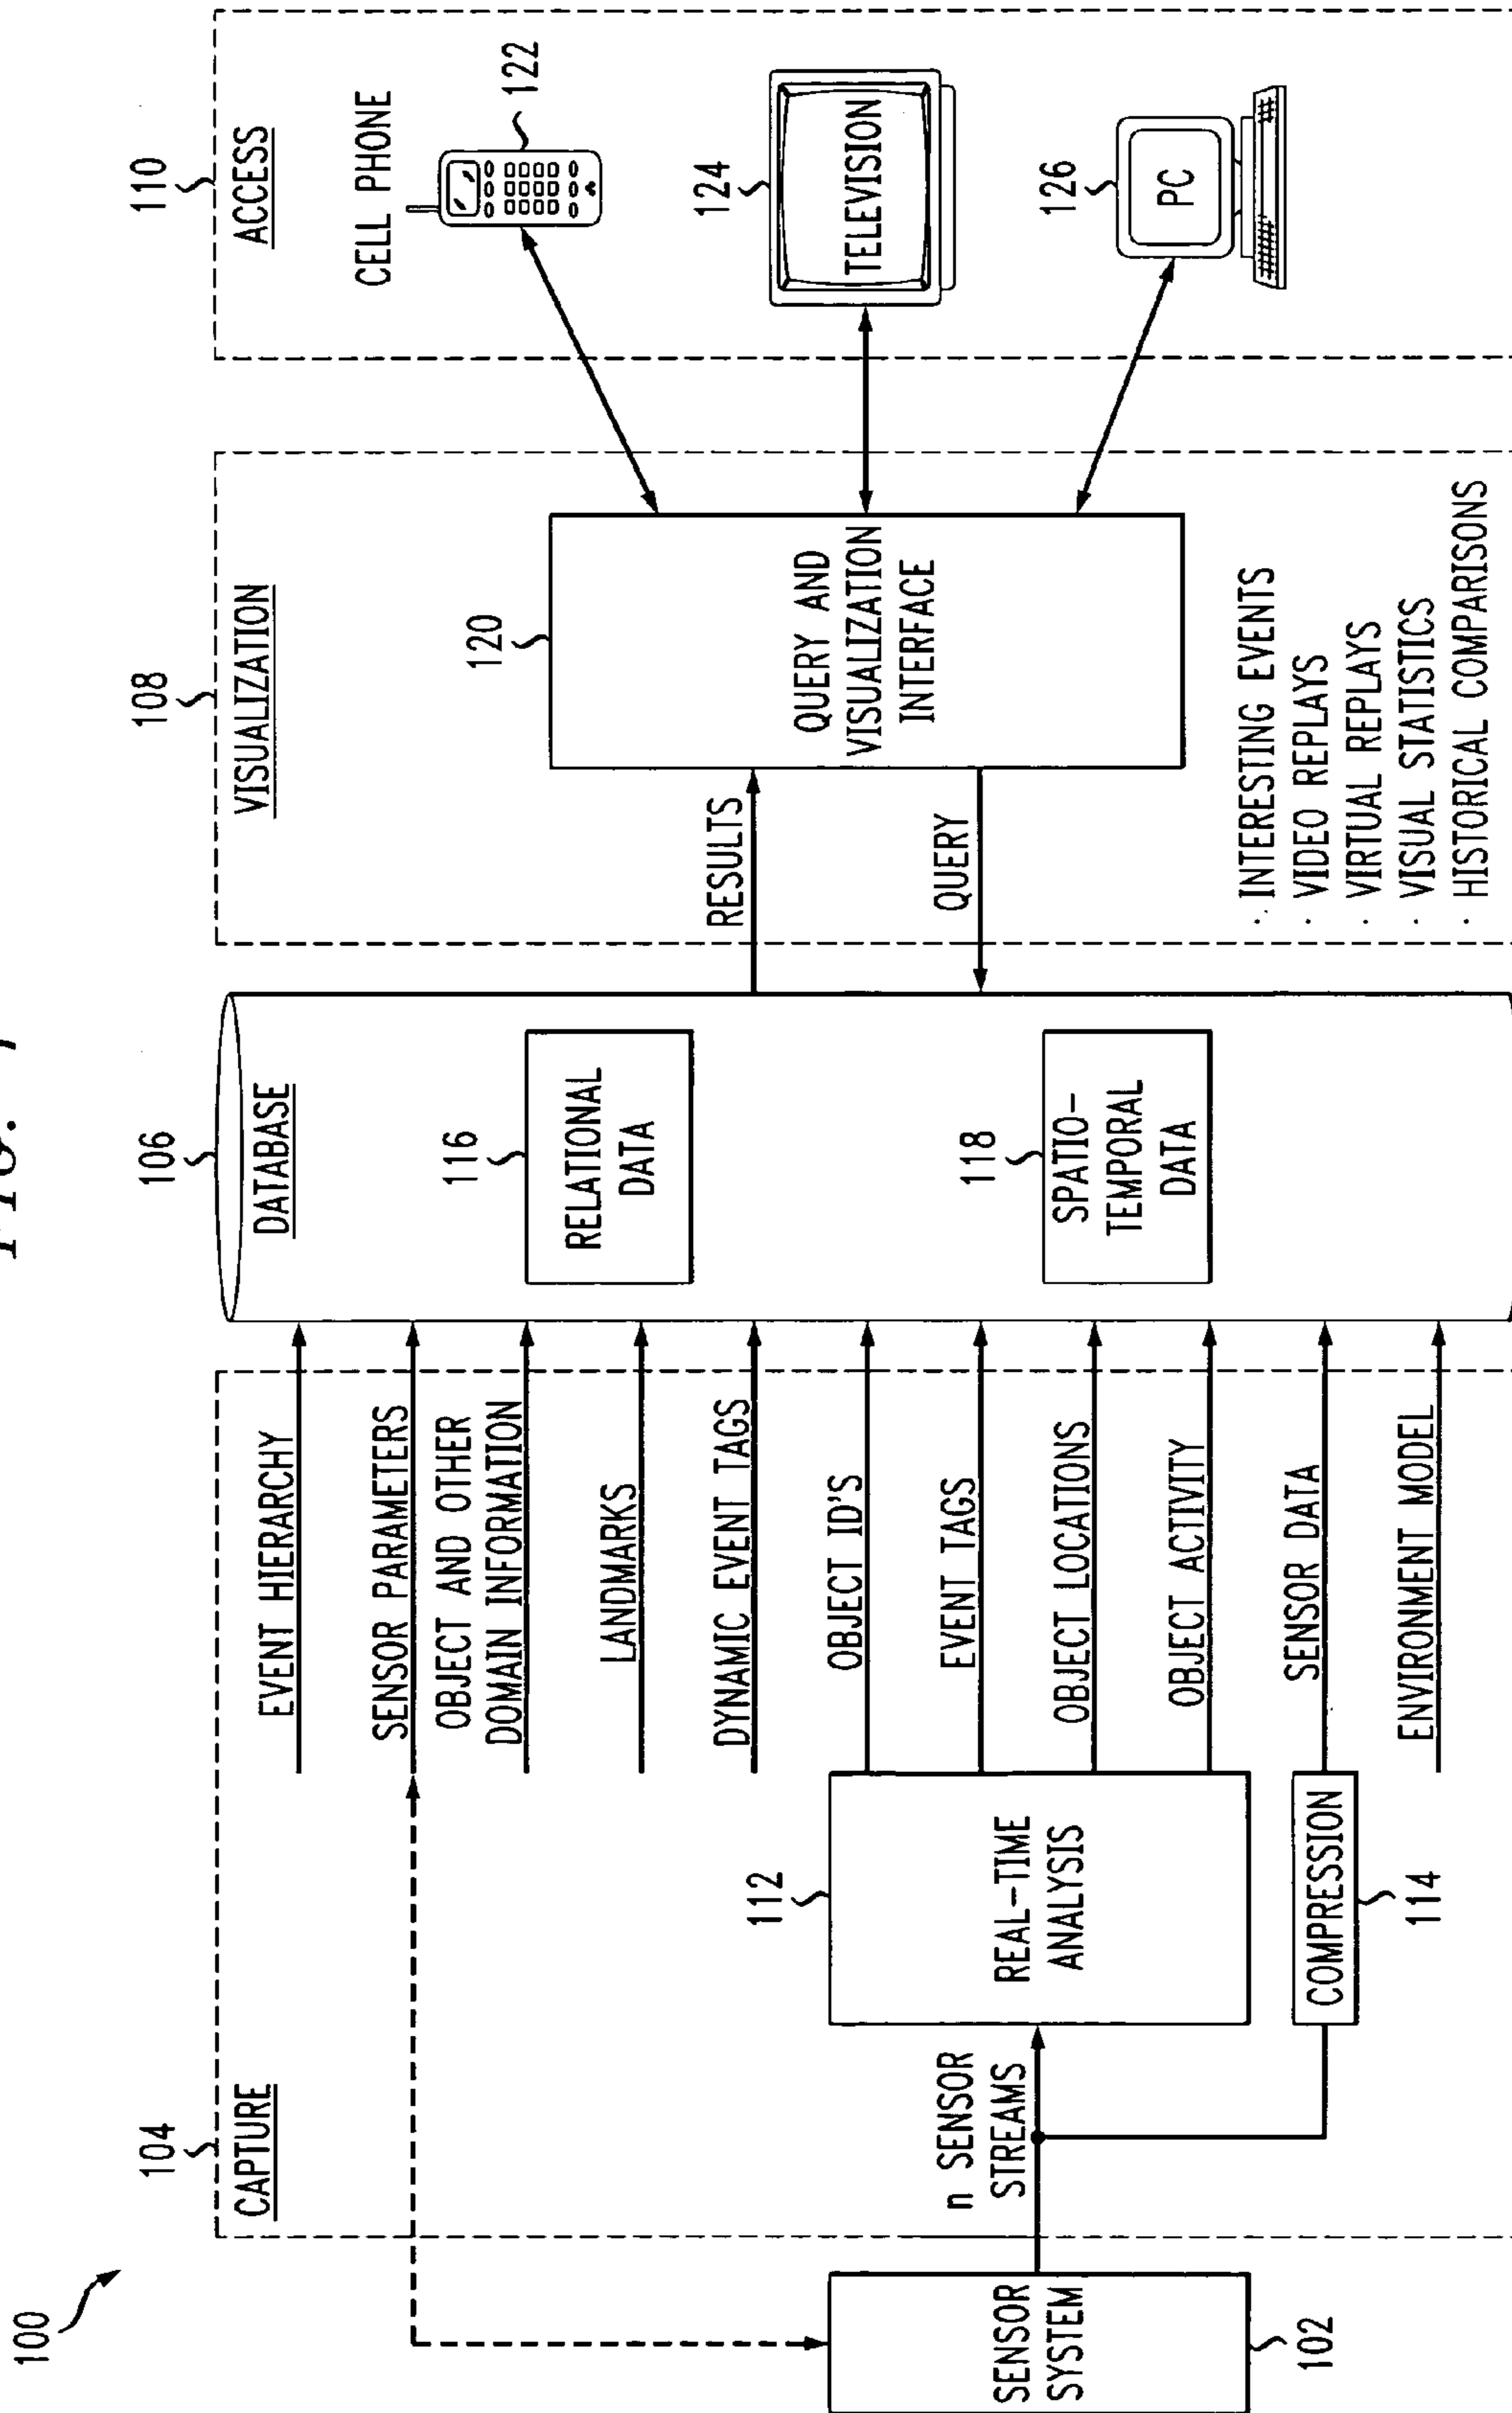 FIG. 1
100
104
CAPTURE
106
DATABASE
108
VISUALIZATION
110
ACCESS
EVENT HIERARCHY
SENSOR PARAMETERS
OBJECT AND OTHER
DOMAIN INFORMATION
LANDMARKS
DYNAMIC EVENT TAGS
OBJECT ID'S
EVENT TAGS
OBJECT LOCATIONS
OBJECT ACTIVITY
SENSOR DATA
ENVIRONMENT MODEL
SENSOR
SYSTEM
102
n SENSOR
STREAMS
112
REAL-TIME
ANALYSIS
COMPRESSION
114
116
RELATIONAL
DATA
118
SPATIO-
TEMPORAL
DATA
RESULTS
QUERY
120
QUERY AND
VISUALIZATION
INTERFACE
· INTERESTING EVENTS
· VIDEO REPLAYS
· VIRTUAL REPLAYS
· VISUAL STATISTICS
· HISTORICAL COMPARISONS
CELL PHONE
122
124
TELEVISION
126
PC